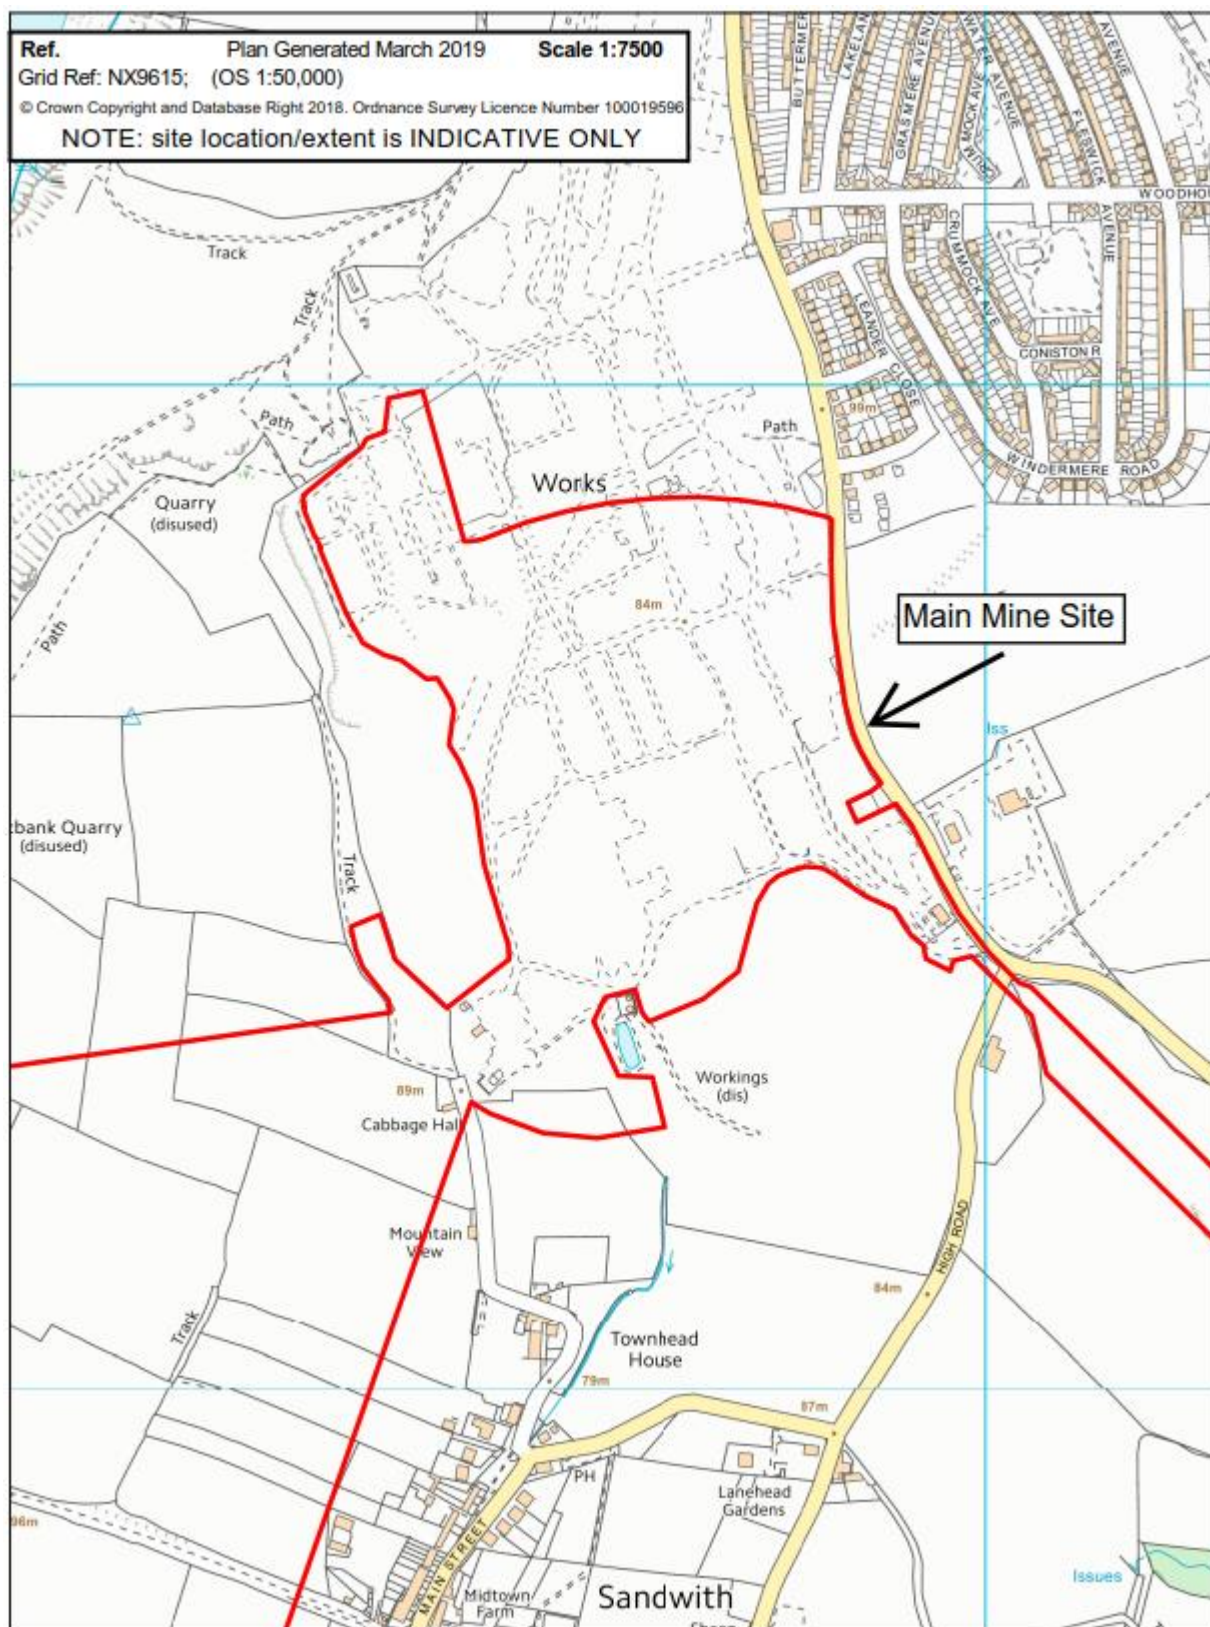 Ref. Plan Generated March 2019 Scale 1:7500
Grid Ref: NX9615; (OS 1:50,000)
© Crown Copyright and Database Right 2018. Ordnance Survey Licence Number 100019596
NOTE: site location/extent is INDICATIVE ONLY
LAKELAN
GRASMERE AVENUE
AVENUE
AVENUE
FLESWICK
AVENUE
WOODHOU
CRUMMOCK AVE
LEANDER
CLOSE
CONISTON R
WINDERMERE ROAD
Track
Track
Path
99m
Path
Works
Quarry
(disused)
84m
Main Mine Site
Path
Iss
bank Quarry
(disused)
Track
89m
Cabbage Hall
Workings
(dis)
Mountain
View
HIGH ROAD
84m
Track
Townhead
House
79m
87m
PH
Lanehead
Gardens
96m
MAIN STREET
Midtown
Farm
Sandwith
Issues